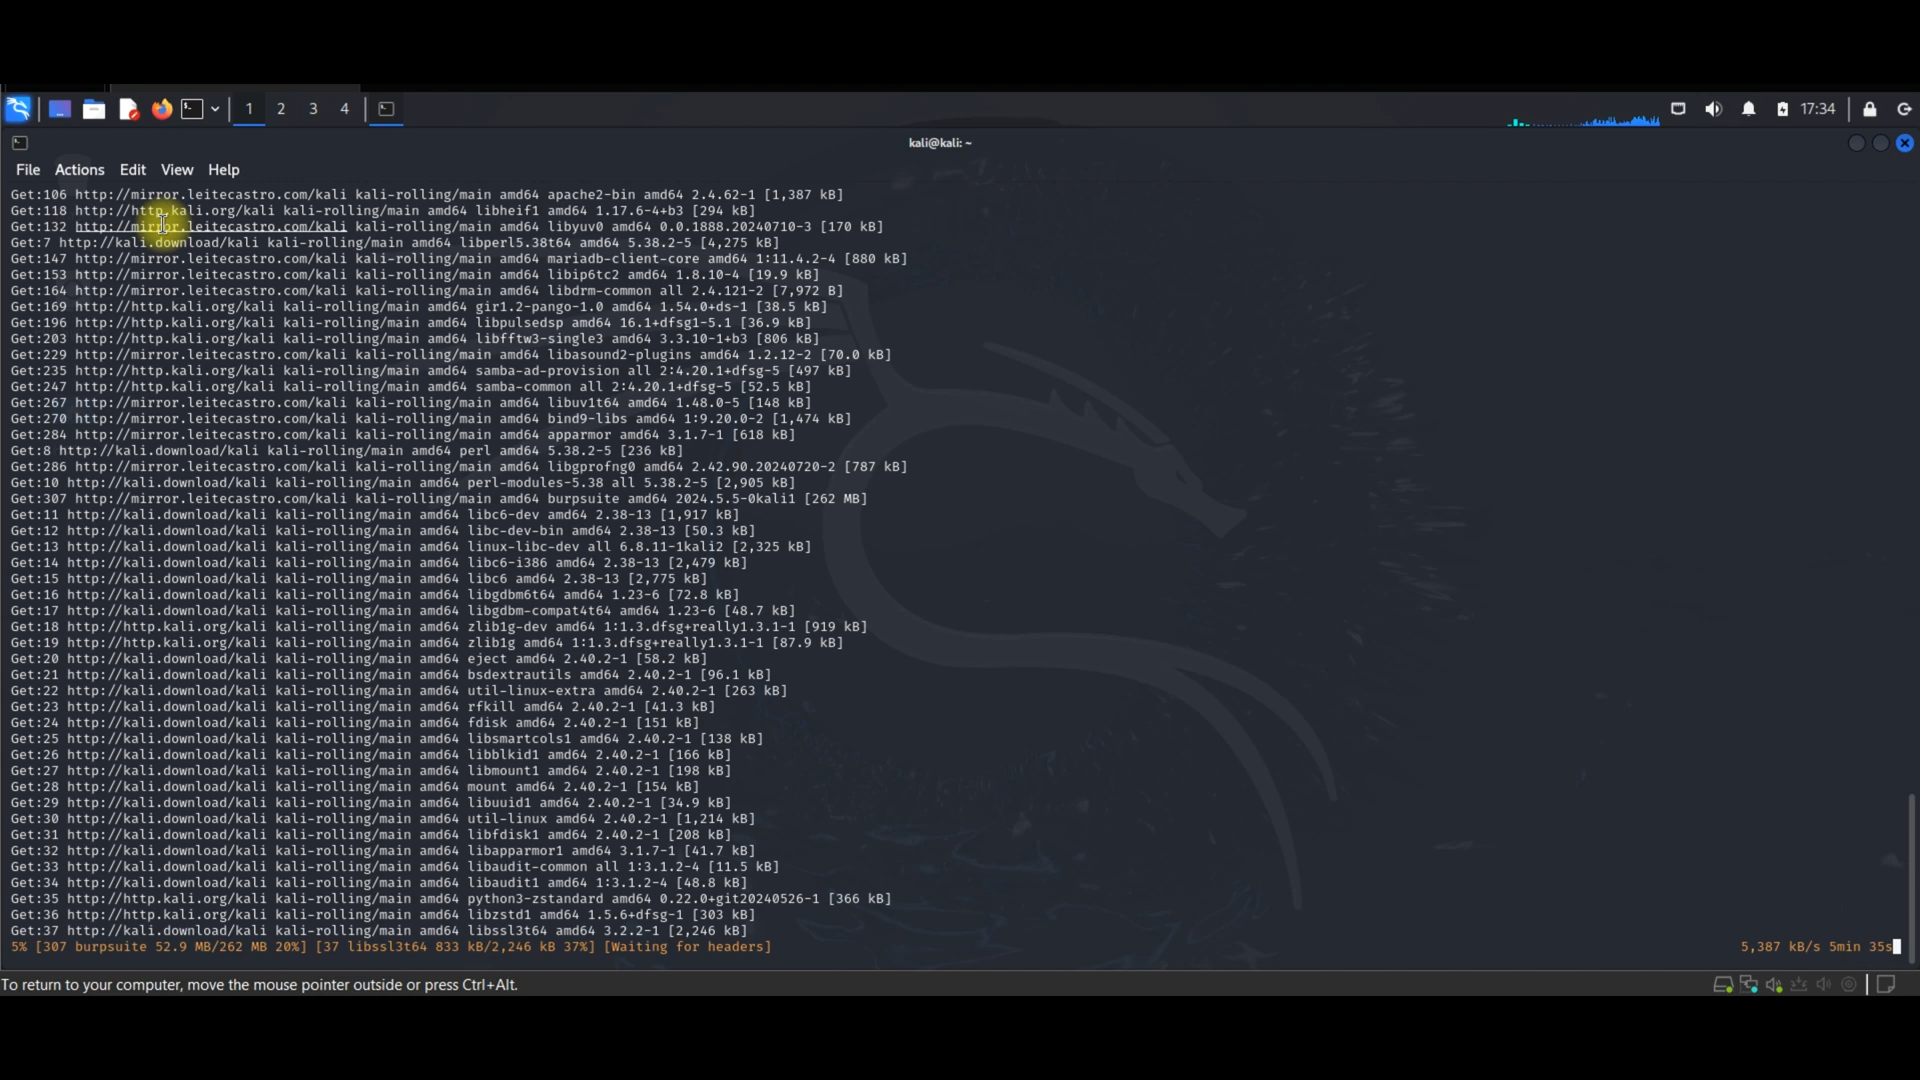 1 2 3 4 17:34
kali@kali: ~
File Actions Edit View Help
Get:106 http://mirror.leitecastro.com/kali kali-rolling/main amd64 apache2-bin amd64 2.4.62-1 [1,387 kB]
Get:118 http://http.kali.org/kali kali-rolling/main amd64 libheif1 amd64 1.17.6-4+b3 [294 kB]
Get:132 http://mirror.leitecastro.com/kali kali-rolling/main amd64 libyuv0 amd64 0.0.1888.20240710-3 [170 kB]
Get:7 http://kali.download/kali kali-rolling/main amd64 libperl5.38t64 amd64 5.38.2-5 [4,275 kB]
Get:147 http://mirror.leitecastro.com/kali kali-rolling/main amd64 mariadb-client-core amd64 1:11.4.2-4 [880 kB]
Get:153 http://mirror.leitecastro.com/kali kali-rolling/main amd64 libip6tc2 amd64 1.8.10-4 [19.9 kB]
Get:164 http://mirror.leitecastro.com/kali kali-rolling/main amd64 libdrm-common all 2.4.121-2 [7,972 B]
Get:169 http://http.kali.org/kali kali-rolling/main amd64 gir1.2-pango-1.0 amd64 1.54.0+ds-1 [38.5 kB]
Get:196 http://http.kali.org/kali kali-rolling/main amd64 libpulsedsp amd64 16.1+dfsg1-5.1 [36.9 kB]
Get:203 http://http.kali.org/kali kali-rolling/main amd64 libfftw3-single3 amd64 3.3.10-1+b3 [806 kB]
Get:229 http://mirror.leitecastro.com/kali kali-rolling/main amd64 libasound2-plugins amd64 1.2.12-2 [70.0 kB]
Get:235 http://http.kali.org/kali kali-rolling/main amd64 samba-ad-provision all 2:4.20.1+dfsg-5 [497 kB]
Get:247 http://http.kali.org/kali kali-rolling/main amd64 samba-common all 2:4.20.1+dfsg-5 [52.5 kB]
Get:267 http://mirror.leitecastro.com/kali kali-rolling/main amd64 libuv1t64 amd64 1.48.0-5 [148 kB]
Get:270 http://mirror.leitecastro.com/kali kali-rolling/main amd64 bind9-libs amd64 1:9.20.0-2 [1,474 kB]
Get:284 http://mirror.leitecastro.com/kali kali-rolling/main amd64 apparmor amd64 3.1.7-1 [618 kB]
Get:8 http://kali.download/kali kali-rolling/main amd64 perl amd64 5.38.2-5 [236 kB]
Get:286 http://mirror.leitecastro.com/kali kali-rolling/main amd64 libgprofng0 amd64 2.42.90.20240720-2 [787 kB]
Get:10 http://kali.download/kali kali-rolling/main amd64 perl-modules-5.38 all 5.38.2-5 [2,905 kB]
Get:307 http://mirror.leitecastro.com/kali kali-rolling/main amd64 burpsuite amd64 2024.5.5-0kali1 [262 MB]
Get:11 http://kali.download/kali kali-rolling/main amd64 libc6-dev amd64 2.38-13 [1,917 kB]
Get:12 http://kali.download/kali kali-rolling/main amd64 libc-dev-bin amd64 2.38-13 [50.3 kB]
Get:13 http://kali.download/kali kali-rolling/main amd64 linux-libc-dev all 6.8.11-1kali2 [2,325 kB]
Get:14 http://kali.download/kali kali-rolling/main amd64 libc6-i386 amd64 2.38-13 [2,479 kB]
Get:15 http://kali.download/kali kali-rolling/main amd64 libc6 amd64 2.38-13 [2,775 kB]
Get:16 http://kali.download/kali kali-rolling/main amd64 libgdbm6t64 amd64 1.23-6 [72.8 kB]
Get:17 http://kali.download/kali kali-rolling/main amd64 libgdbm-compat4t64 amd64 1.23-6 [48.7 kB]
Get:18 http://http.kali.org/kali kali-rolling/main amd64 zlib1g-dev amd64 1:1.3.dfsg+really1.3.1-1 [919 kB]
Get:19 http://http.kali.org/kali kali-rolling/main amd64 zlib1g amd64 1:1.3.dfsg+really1.3.1-1 [87.9 kB]
Get:20 http://kali.download/kali kali-rolling/main amd64 eject amd64 2.40.2-1 [58.2 kB]
Get:21 http://kali.download/kali kali-rolling/main amd64 bsdextrautils amd64 2.40.2-1 [96.1 kB]
Get:22 http://kali.download/kali kali-rolling/main amd64 util-linux-extra amd64 2.40.2-1 [263 kB]
Get:23 http://kali.download/kali kali-rolling/main amd64 rfkill amd64 2.40.2-1 [41.3 kB]
Get:24 http://kali.download/kali kali-rolling/main amd64 fdisk amd64 2.40.2-1 [151 kB]
Get:25 http://kali.download/kali kali-rolling/main amd64 libsmartcols1 amd64 2.40.2-1 [138 kB]
Get:26 http://kali.download/kali kali-rolling/main amd64 libblkid1 amd64 2.40.2-1 [166 kB]
Get:27 http://kali.download/kali kali-rolling/main amd64 libmount1 amd64 2.40.2-1 [198 kB]
Get:28 http://kali.download/kali kali-rolling/main amd64 mount amd64 2.40.2-1 [154 kB]
Get:29 http://kali.download/kali kali-rolling/main amd64 libuuid1 amd64 2.40.2-1 [34.9 kB]
Get:30 http://kali.download/kali kali-rolling/main amd64 util-linux amd64 2.40.2-1 [1,214 kB]
Get:31 http://kali.download/kali kali-rolling/main amd64 libfdisk1 amd64 2.40.2-1 [208 kB]
Get:32 http://kali.download/kali kali-rolling/main amd64 libapparmor1 amd64 3.1.7-1 [41.7 kB]
Get:33 http://kali.download/kali kali-rolling/main amd64 libaudit-common all 1:3.1.2-4 [11.5 kB]
Get:34 http://kali.download/kali kali-rolling/main amd64 libaudit1 amd64 1:3.1.2-4 [48.8 kB]
Get:35 http://kali.download/kali kali-rolling/main amd64 python3-zstandard amd64 0.22.0+git20240526-1 [366 kB]
Get:36 http://http.kali.org/kali kali-rolling/main amd64 libzstd1 amd64 1.5.6+dfsg-1 [303 kB]
Get:37 http://kali.download/kali kali-rolling/main amd64 libssl3t64 amd64 3.2.2-1 [2,246 kB]
5% [307 burpsuite 52.9 MB/262 MB 20%] [37 libssl3t64 833 kB/2,246 kB 37%] [Waiting for headers] 5,387 kB/s 5min 35s
To return to your computer, move the mouse pointer outside or press Ctrl+Alt.